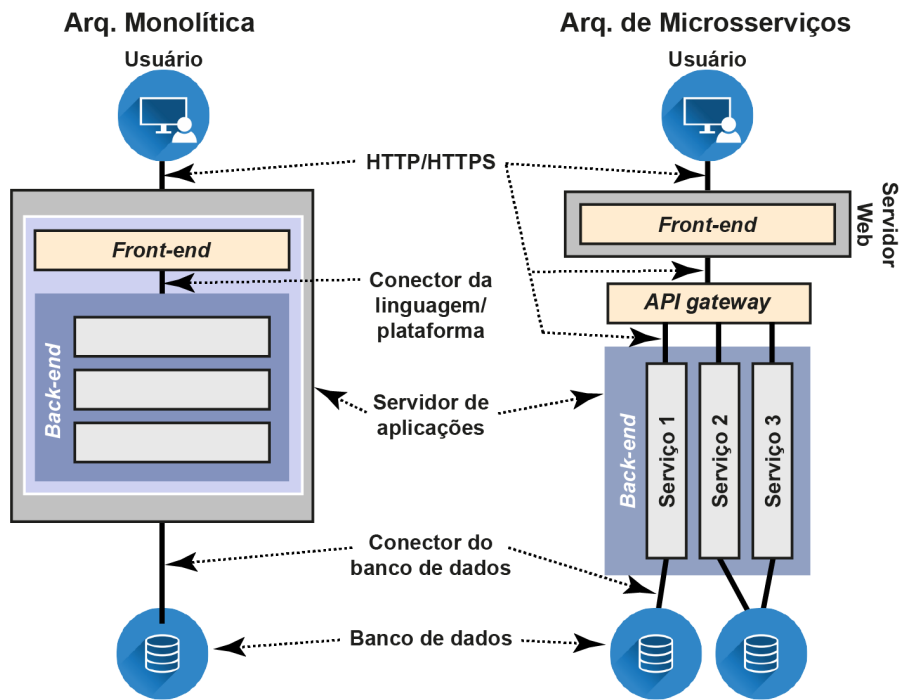 Arq. Monolítica
Arq. de Microsserviços
Usuário
Usuário
HTTP/HTTPS
Servidor
Web
Front-end
Front-end
Conector da
linguagem/
plataforma
API gateway
Back-end
Servidor de
aplicações
Back-end
Serviço 1
Serviço 2
Serviço 3
Conector do
banco de dados
Banco de dados